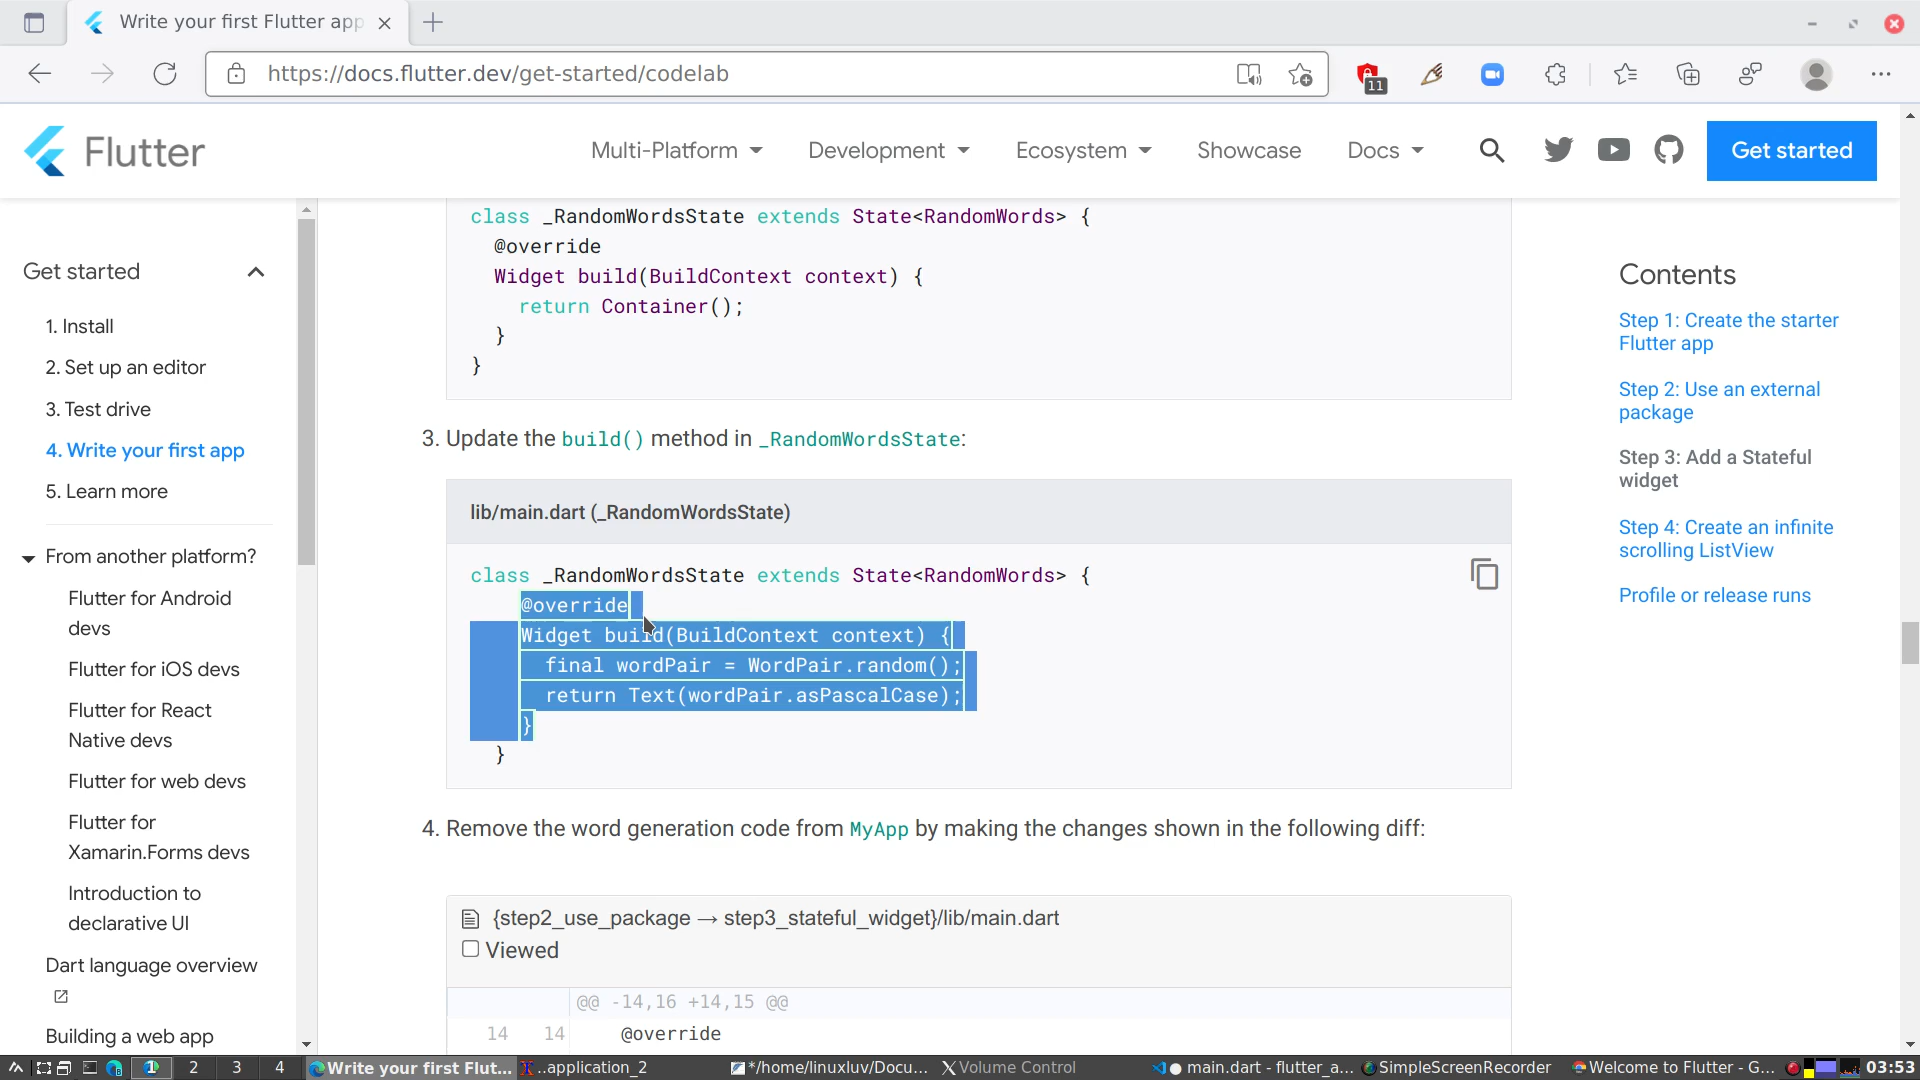 Write your first Flutter app
https://docs.flutter.dev/get-started/codelab
11
Flutter
Multi-Platform
Development
Ecosystem
Showcase
Docs
Get started
Get started
1. Install
2. Set up an editor
3. Test drive
4. Write your first app
5. Learn more
From another platform?
Flutter for Android
devs
Flutter for iOS devs
Flutter for React
Native devs
Flutter for web devs
Flutter for
Xamarin.Forms devs
Introduction to
declarative UI
Dart language overview
Building a web app
class _RandomWordsState extends State<RandomWords> {
@override
Widget build(BuildContext context) {
return Container();
}
}
3. Update the build() method in _RandomWordsState:
lib/main.dart (_RandomWordsState)
class _RandomWordsState extends State<RandomWords> {
@override
Widget build(BuildContext context) {
final wordPair = WordPair.random();
return Text(wordPair.asPascalCase);
}
}
4. Remove the word generation code from MyApp by making the changes shown in the following diff:
{step2_use_package → step3_stateful_widget}/lib/main.dart
Viewed
@@ -14,16 +14,15 @@
14 14 @override
Contents
Step 1: Create the starter
Flutter app
Step 2: Use an external
package
Step 3: Add a Stateful
widget
Step 4: Create an infinite
scrolling ListView
Profile or release runs
1 2 3 4 Write your first Flut... ..application_2 */home/linuxluv/Docu... Volume Control main.dart - flutter_a... SimpleScreenRecorder Welcome to Flutter - G... 03:53